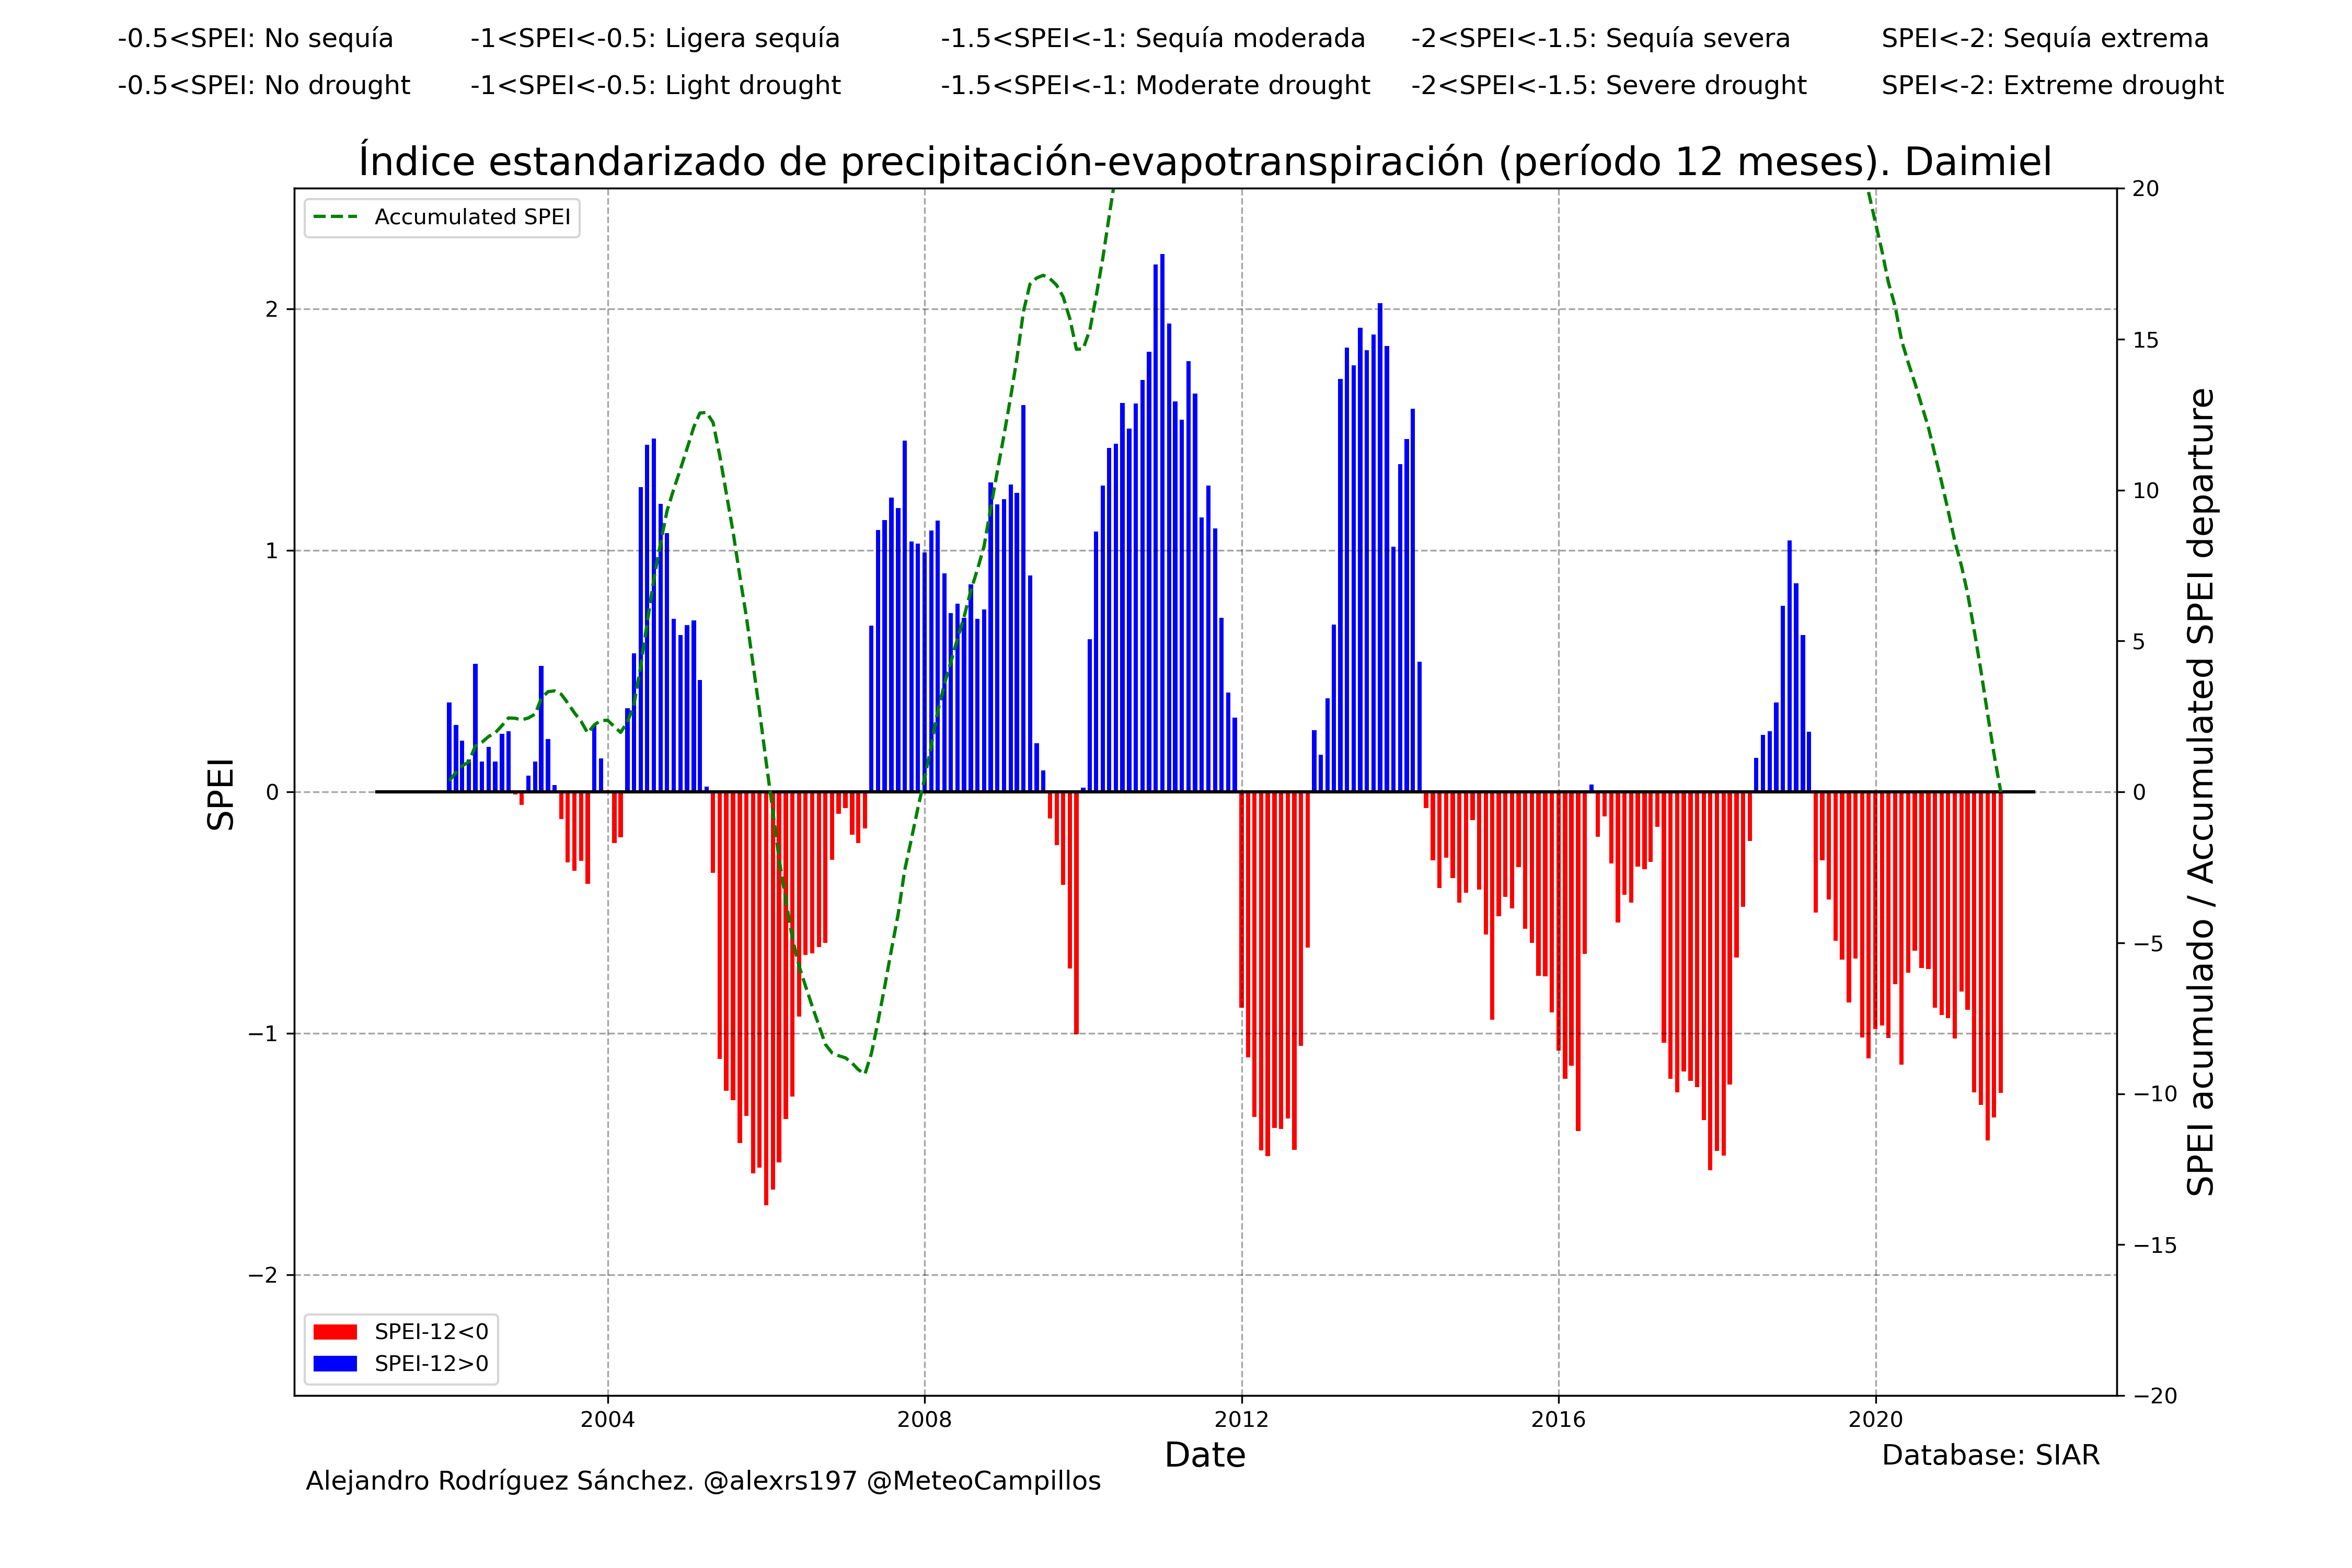 -0.5<SPEI: No sequía -1<SPEI<-0.5: Ligera sequía -1.5<SPEI<-1: Sequía moderada -2<SPEI<-1.5: Sequía severa SPEI<-2: Sequía extrema
-0.5<SPEI: No drought -1<SPEI<-0.5: Light drought -1.5<SPEI<-1: Moderate drought -2<SPEI<-1.5: Severe drought SPEI<-2: Extreme drought
Índice estandarizado de precipitación-evapotranspiración (período 12 meses). Daimiel
Accumulated SPEI
SPEI
2
1
0
−1
−2
20
15
10
5
0
−5
−10
−15
−20
SPEI acumulado / Accumulated SPEI departure
SPEI-12<0
SPEI-12>0
2004 2008 2012 2016 2020
Date
Database: SIAR
Alejandro Rodríguez Sánchez. @alexrs197 @MeteoCampillos